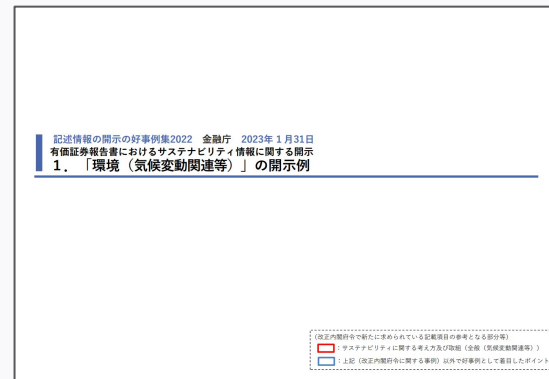 記述情報の開示の好事例集2022　金融庁　2023年1月31日
有価証券報告書におけるサステナビリティ情報に関する開示
1．「環境（気候変動関連等）」の開示例
(改正内閣府令で新たに求められている記載項目の参考となる部分等)
：サステナビリティに関する考え方及び取組（全般（気候変動関連等））
：上記（改正内閣府令に関する事例）以外で好事例として着目したポイント